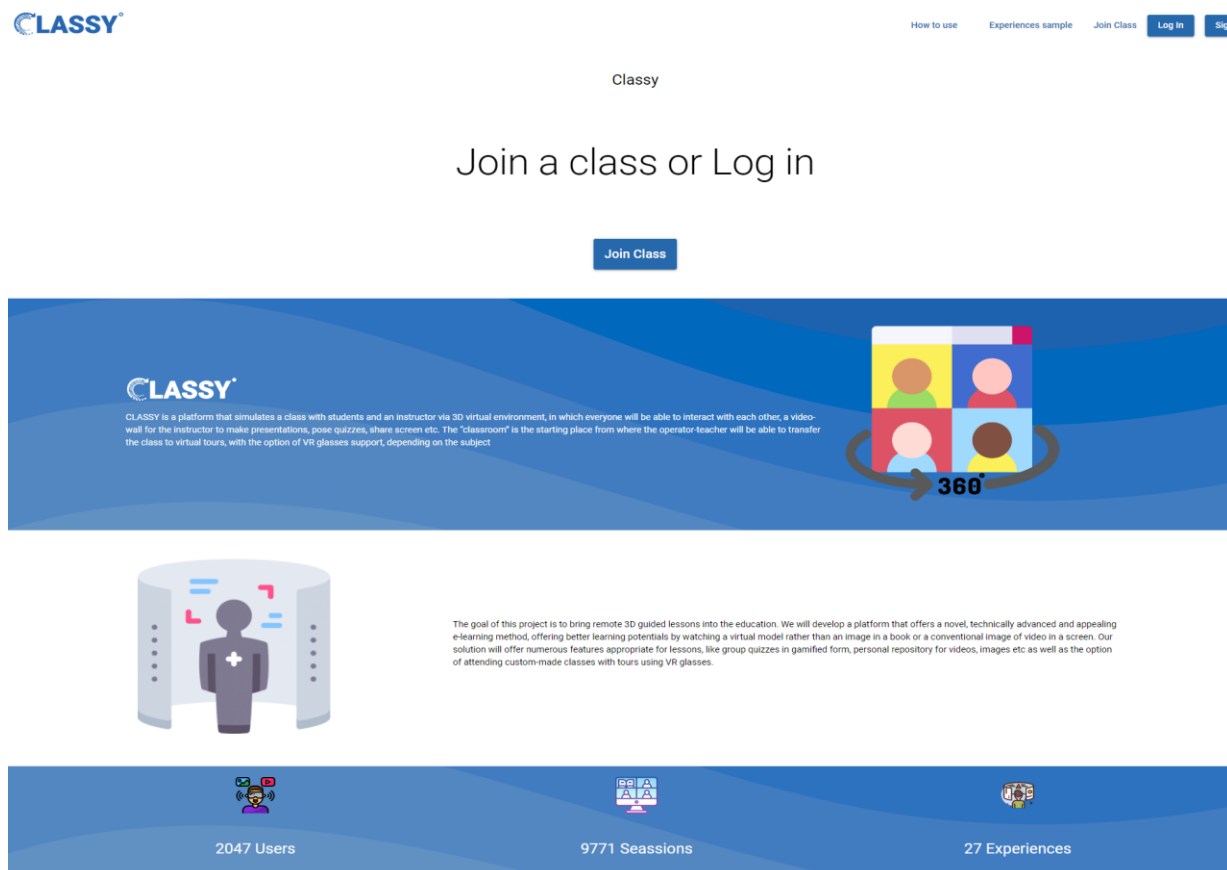 CLASSY°
How to use Experiences sample Join Class Log In
Classy
Join a class or Log in
Join Class
CLASSY°
CLASSY is a platform that simulates a class with students and an instructor via 3D virtual environment, in which everyone will be able to interact with each other, a video-
wall for the instructor to make presentations, pose quizzes, share screen etc. The "classroom" is the starting place from where the operator-teacher will be able to transfer
the class to virtual tours, with the option of VR glasses support, depending on the subject
360°
The goal of this project is to bring remote 3D guided lessons into the education. We will develop a platform that offers a novel, technically advanced and appealing
e-learning method, offering better learning potentials by watching a virtual model rather than an image in a book or a conventional image of video in a screen. Our
solution will offer numerous features appropriate for lessons, like group quizzes in gamified form, personal repository for videos, images etc as well as the option
of attending custom-made classes with tours using VR glasses.
2047 Users 9771 Seassions 27 Experiences